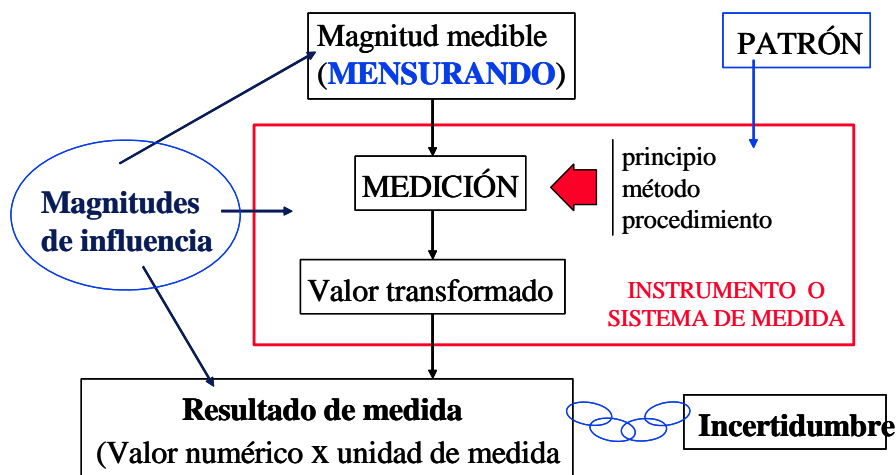 Magnitud medible
(MENSURANDO)
PATRÓN
principio
método
procedimiento
MEDICIÓN
Magnitudes
de influencia
Valor transformado
INSTRUMENTO O
SISTEMA DE MEDIDA
Resultado de medida
(Valor numérico x unidad de medida
Incertidumbre